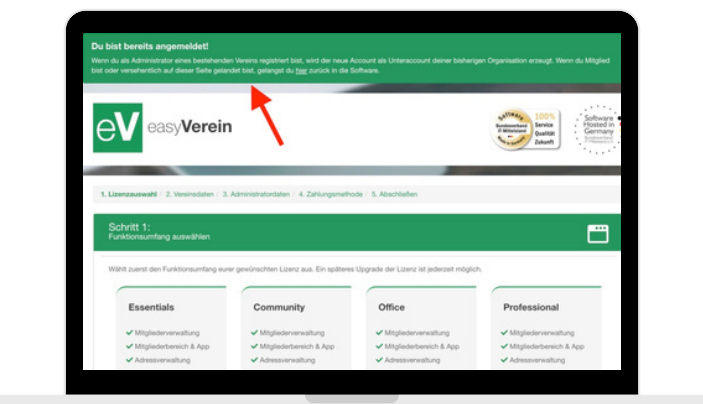 Du bist bereits angemeldet!
Wenn du als Administrator eines bestehenden Vereins registriert bist, wird der neue Account als Unteraccount deiner bisherigen Organisation erzeugt. Wenn du Mitglied
bist oder versehentlich auf dieser Seite gelandet bist, gelangst du hier zurück in die Software.
eV easyVerein
Software
Bundesverband
IT-Mittelstand
100%
Service
Qualität
Zukunft
Software
Hosted in
Germany
1. Lizenzauswahl / 2. Vereinsdaten / 3. Administratordaten / 4. Zahlungsmethode / 5. Abschließen
Schritt 1:
Funktionsumfang auswählen
Wählt zuerst den Funktionsumfang eurer gewünschten Lizenz aus. Ein späteres Upgrade der Lizenz ist jederzeit möglich.
Essentials
Mitgliederverwaltung
Mitgliederbereich & App
Adressverwaltung
Community
Mitgliederverwaltung
Mitgliederbereich & App
Adressverwaltung
Office
Mitgliederverwaltung
Mitgliederbereich & App
Adressverwaltung
Professional
Mitgliederverwaltung
Mitgliederbereich & App
Adressverwaltung